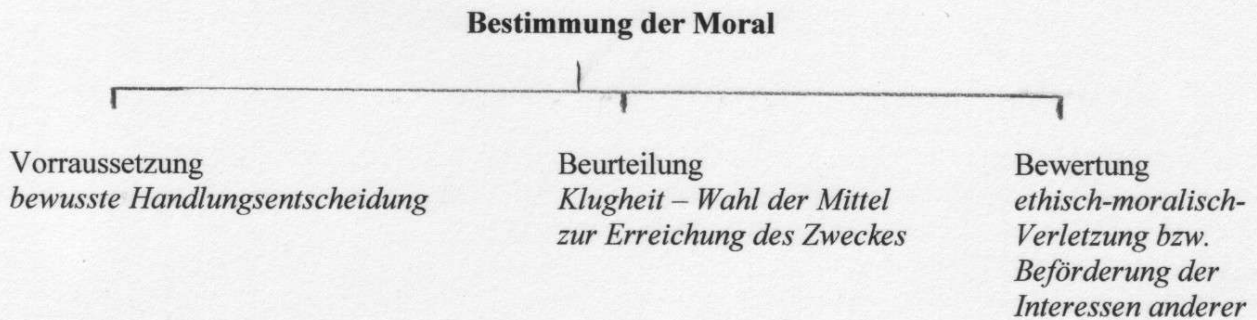 Bestimmung der Moral
Vorraussetzung
bewusste Handlungsentscheidung
Beurteilung
Klugheit – Wahl der Mittel
zur Erreichung des Zweckes
Bewertung
ethisch-moralisch-
Verletzung bzw.
Beförderung der
Interessen anderer